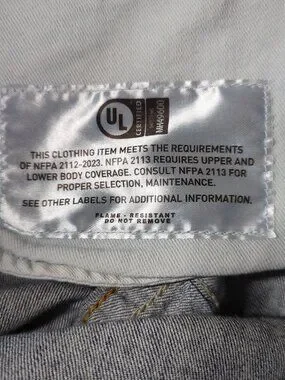 UL
CERTIFIED
THIS CLOTHING ITEM MEETS THE REQUIREMENTS
OF NFPA 2112-2023. NFPA 2113 REQUIRES UPPER AND
LOWER BODY COVERAGE. CONSULT NFPA 2113 FOR
PROPER SELECTION, MAINTENANCE.
SEE OTHER LABELS FOR ADDITIONAL INFORMATION.
FLAME - RESISTANT
DO NOT REMOVE